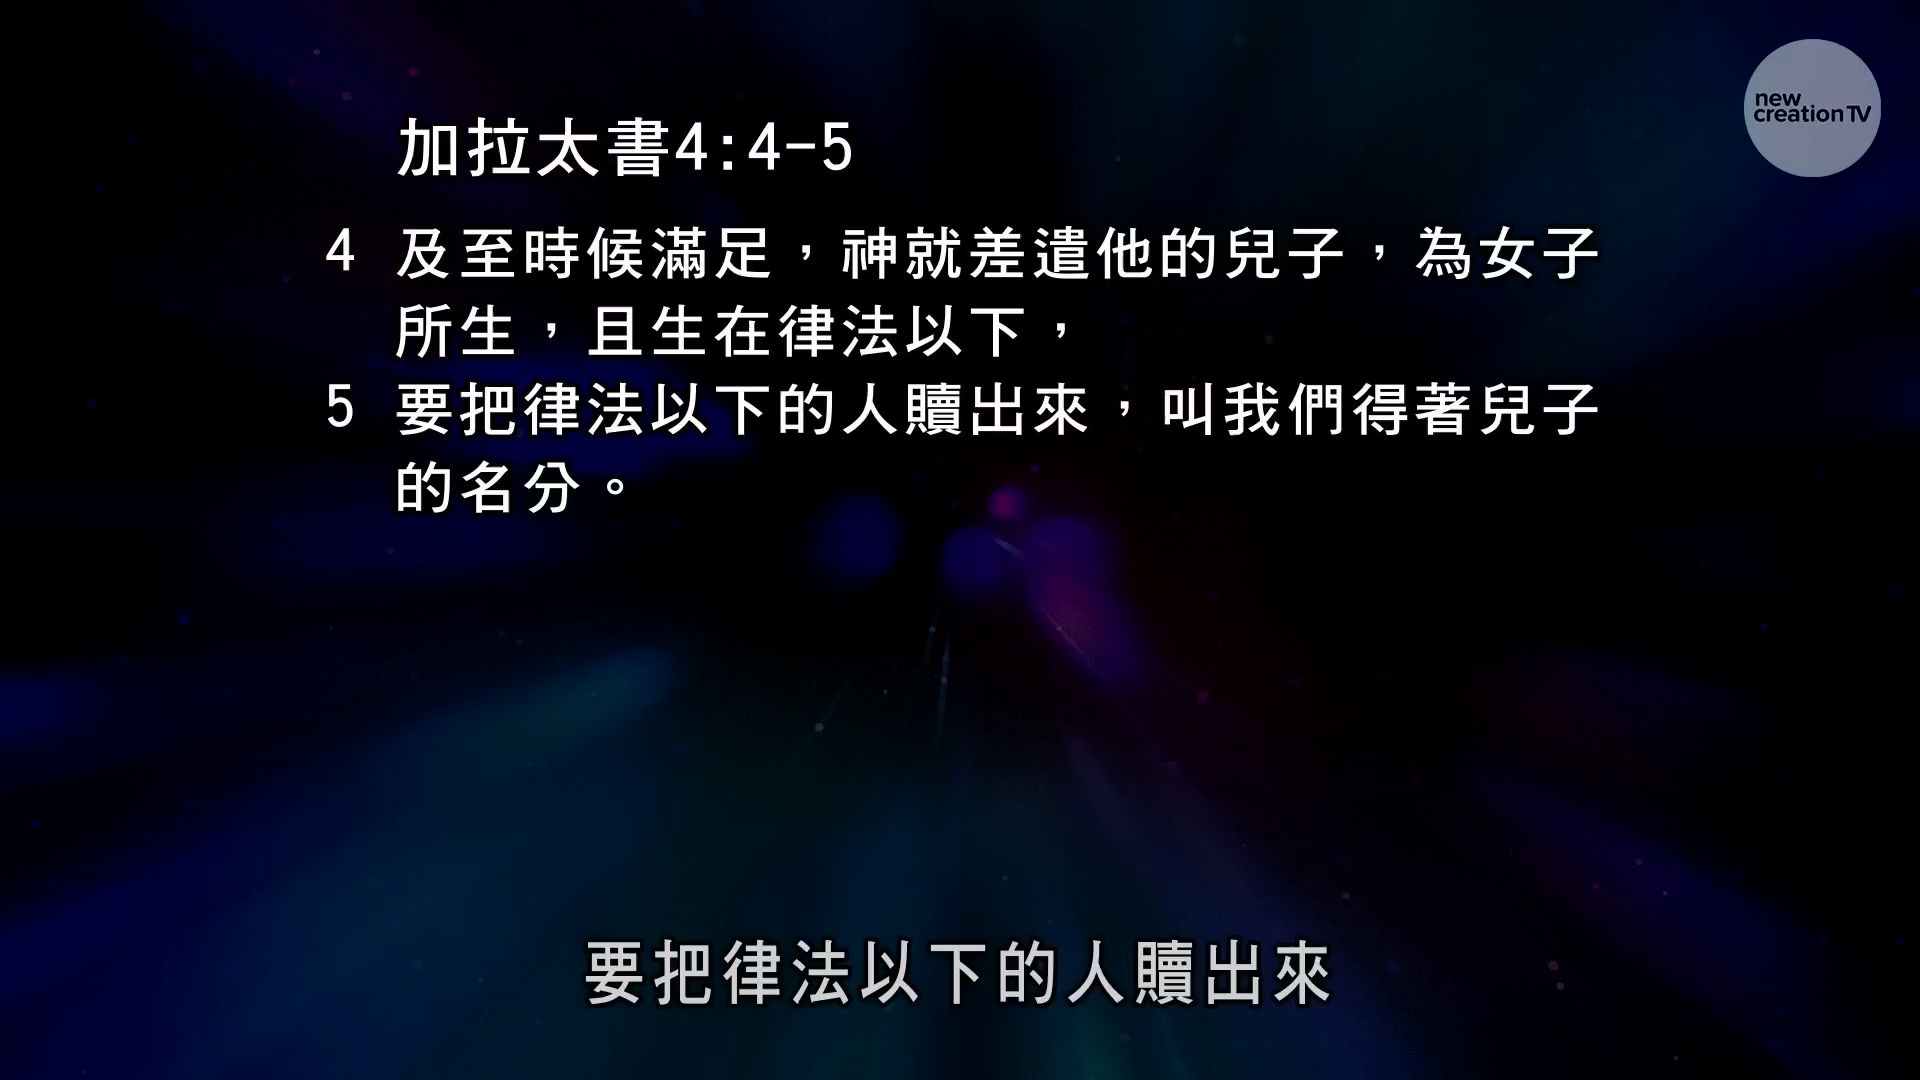 new
creationTV
加拉太書4:4-5
4 及至時候滿足，神就差遣他的兒子，為女子
所生，且生在律法以下，
5 要把律法以下的人贖出來，叫我們得著兒子
的名分。
要把律法以下的人贖出來